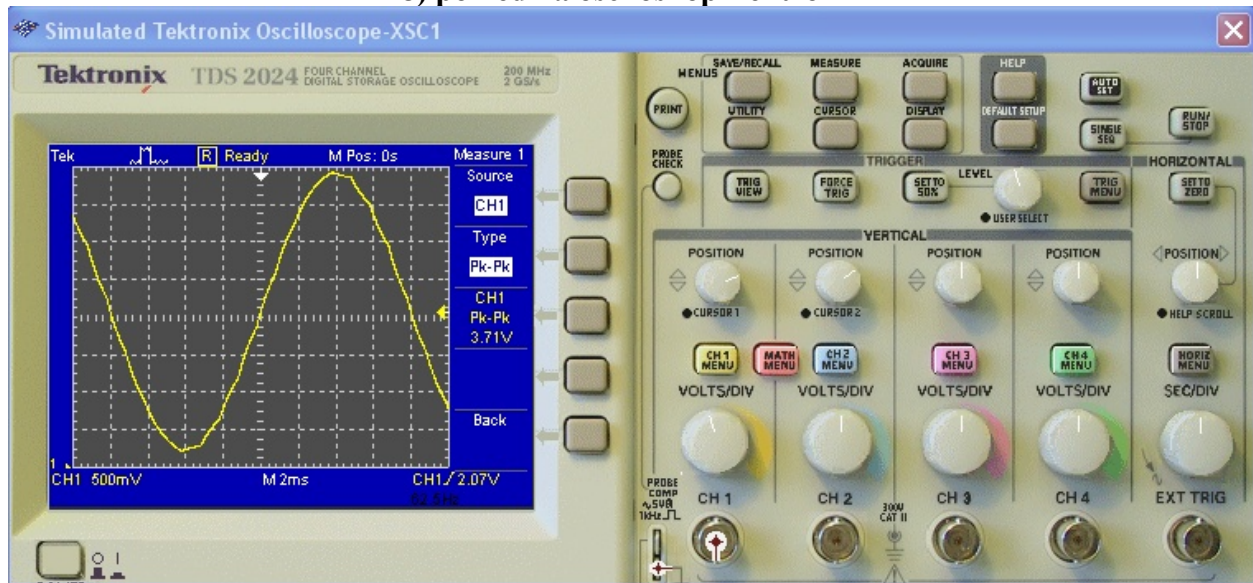 Simulated Tektronix Oscilloscope-XSC1
Tektronix TDS 2024 FOUR CHANNEL DIGITAL STORAGE OSCILLOSCOPE 200 MHz 2 GS/s
Tek R Ready M Pos: 0s Measure 1
Source
CH1
Type
Pk-Pk
CH1
Pk-Pk
3.71V
Back
1
CH1 500mV M 2ms CH1 2.07V
MENUS
SAVE/RECALL MEASURE ACQUIRE HELP
PRINT
UTILITY CURSOR DISPLAY DEFAULT SETUP
AUTO SET
SINGLE SEQ
RUN/STOP
PROBE CHECK
TRIGGER
TRIG VIEW FORCE TRIG SET TO 50% LEVEL TRIG MENU
USER SELECT
HORIZONTAL
SET TO ZERO
VERTICAL
POSITION POSITION POSITION POSITION POSITION
CURSOR 1 CURSOR 2 HELP SCROLL
CH 1 MENU MATH MENU CH 2 MENU CH 3 MENU CH 4 MENU HORIZ MENU
VOLTS/DIV VOLTS/DIV VOLTS/DIV VOLTS/DIV SEC/DIV
PROBE COMP
~5V@
1kHz
CH 1 CH 2 CH 3 CH 4 EXT TRIG
300V
CAT II